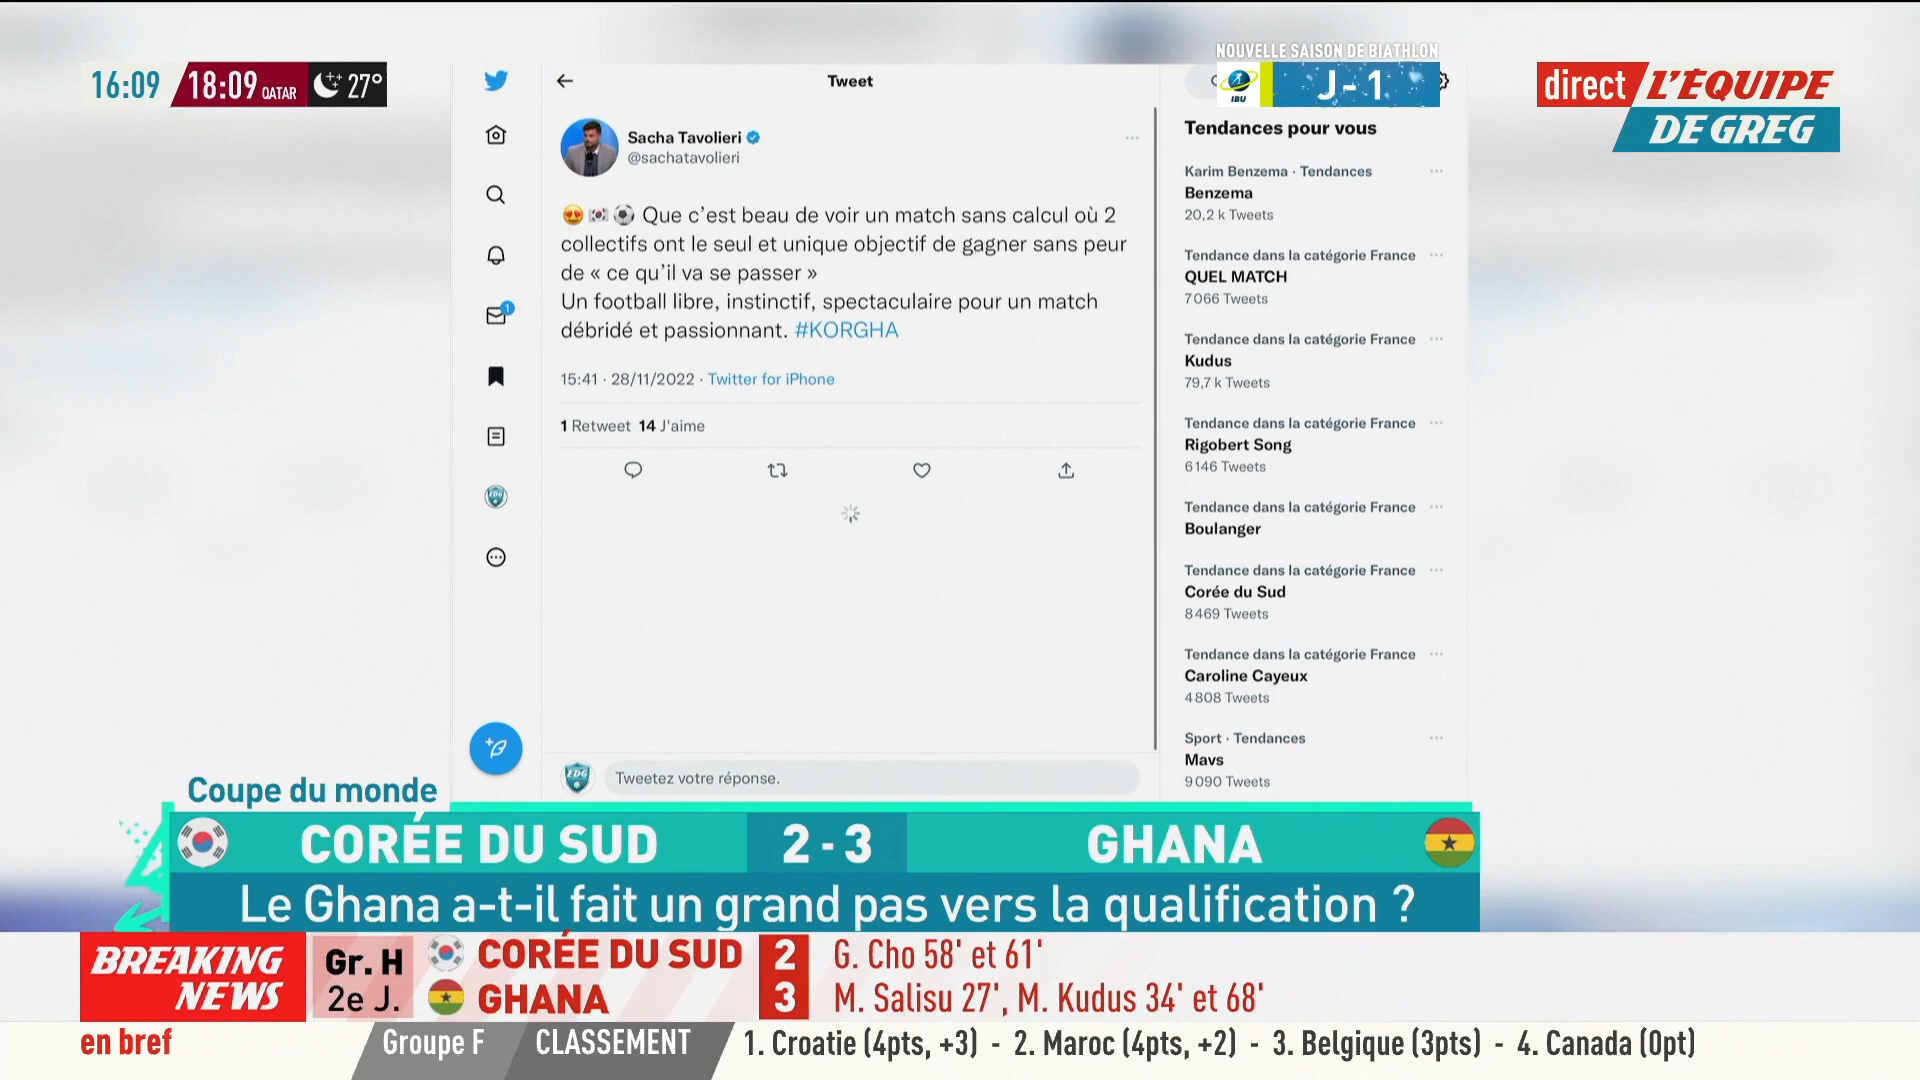 NOUVELLE SAISON DE BIATHLON
16:09 18:09 QATAR 27°
IBU J-1
direct L'ÉQUIPE
DE GREG
Tweet
Sacha Tavolieri
@sachatavolieri
Que c'est beau de voir un match sans calcul où 2
collectifs ont le seul et unique objectif de gagner sans peur
de « ce qu'il va se passer »
Un football libre, instinctif, spectaculaire pour un match
débridé et passionnant. #KORGHA
15:41 · 28/11/2022 · Twitter for iPhone
1 Retweet 14 J'aime
1
EDG
EDG
Tweetez votre réponse.
Tendances pour vous
Karim Benzema · Tendances
Benzema
20,2 k Tweets
Tendance dans la catégorie France
QUEL MATCH
7 066 Tweets
Tendance dans la catégorie France
Kudus
79,7 k Tweets
Tendance dans la catégorie France
Rigobert Song
6 146 Tweets
Tendance dans la catégorie France
Boulanger
Tendance dans la catégorie France
Corée du Sud
8 469 Tweets
Tendance dans la catégorie France
Caroline Cayeux
4 808 Tweets
Sport · Tendances
Mavs
9 090 Tweets
Coupe du monde
CORÉE DU SUD 2 - 3 GHANA
Le Ghana a-t-il fait un grand pas vers la qualification ?
BREAKING
NEWS
Gr. H
2e J.
CORÉE DU SUD 2 G. Cho 58' et 61'
GHANA 3 M. Salisu 27', M. Kudus 34' et 68'
en bref Groupe F CLASSEMENT 1. Croatie (4pts, +3) - 2. Maroc (4pts, +2) - 3. Belgique (3pts) - 4. Canada (0pt)